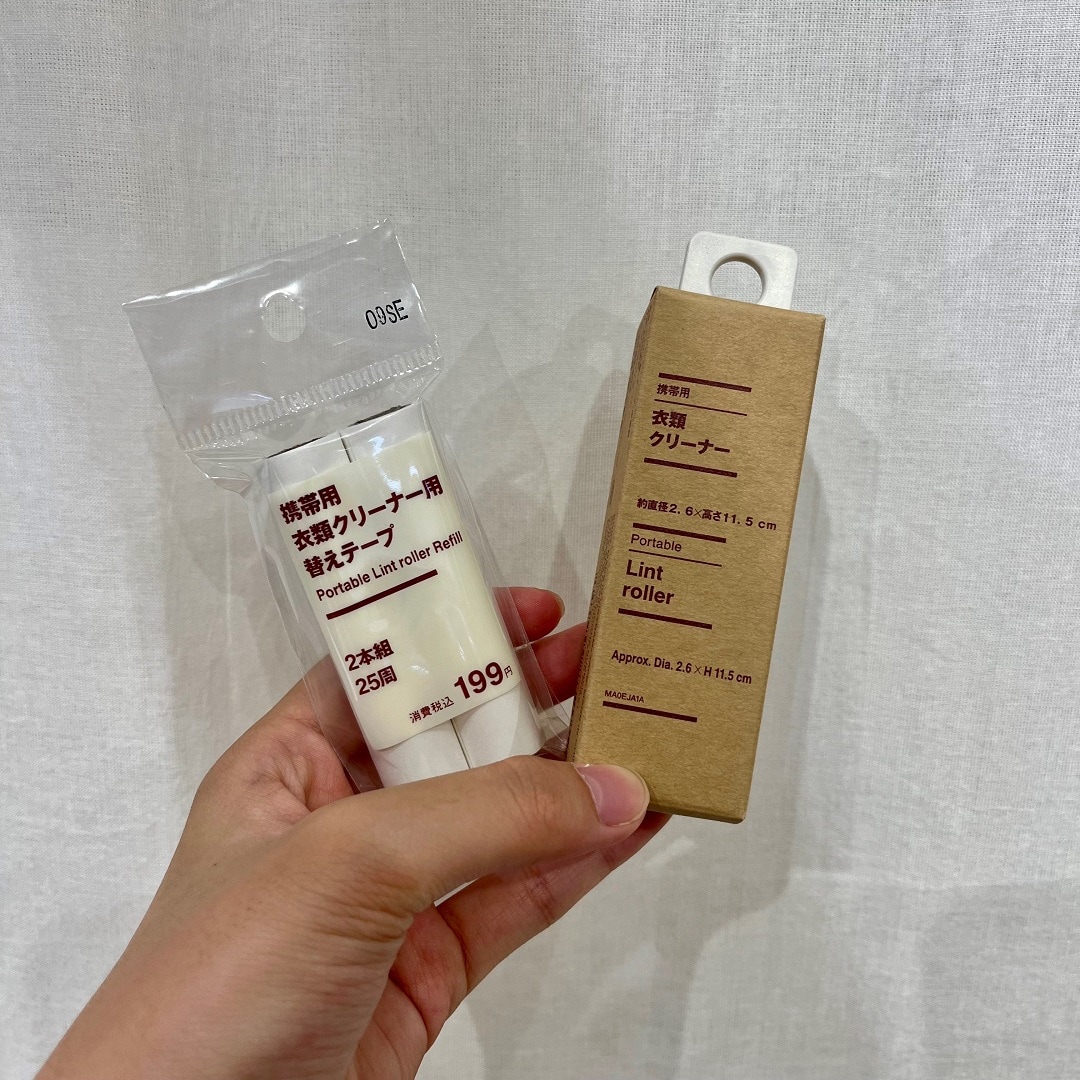 09SE
携帯用
衣類クリーナー用
替えテープ
Portable Lint roller Refill
2本組
25周
消費税込199円
携帯用
衣類
クリーナー
約直径2.6×高さ11.5cm
Portable
Lint
roller
Approx. Dia. 2.6×H 11.5 cm
MA0EJA1A